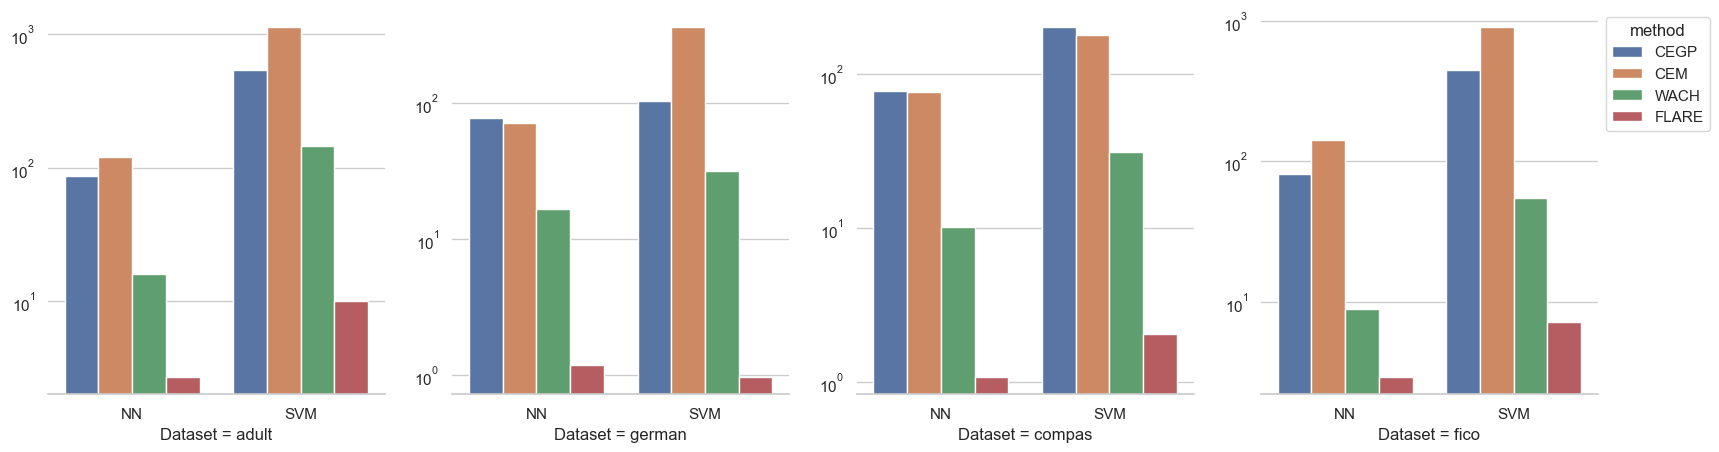 10^3
10^2
10^1
NN
SVM
Dataset = adult
10^2
10^1
10^0
NN
SVM
Dataset = german
10^2
10^1
10^0
NN
SVM
Dataset = compas
10^3
10^2
10^1
NN
SVM
Dataset = fico
method
CEGP
CEM
WACH
FLARE